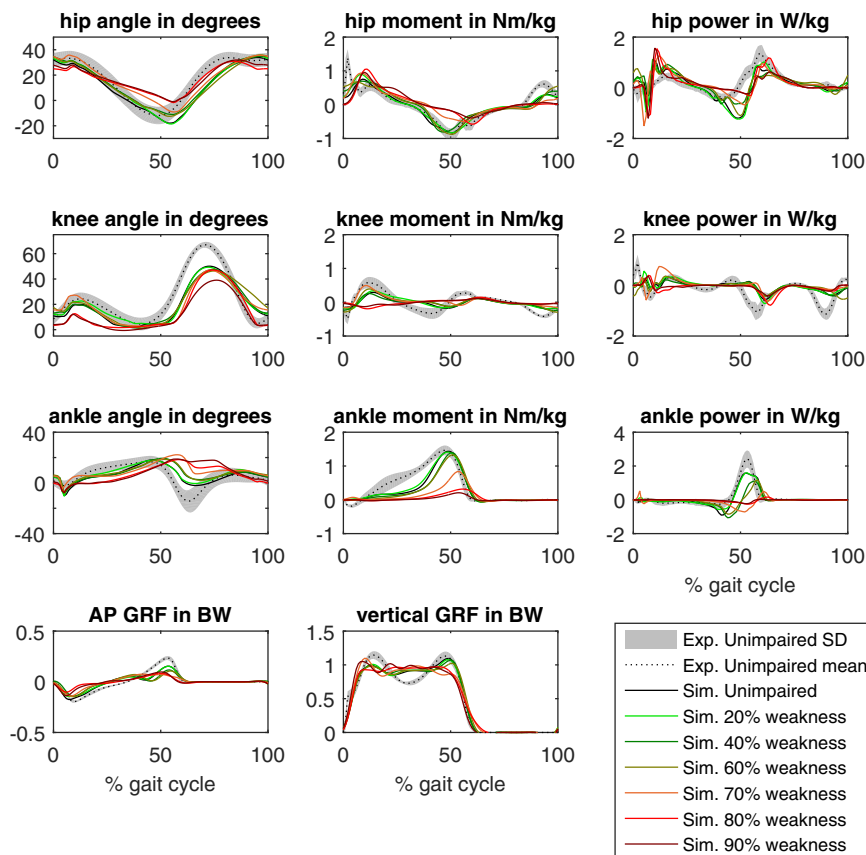 hip angle in degrees
40
20
0
-20
0 50 100
hip moment in Nm/kg
2
1
0
-1
0 50 100
hip power in W/kg
2
0
-2
0 50 100
knee angle in degrees
60
40
20
0
0 50 100
knee moment in Nm/kg
2
1
0
-1
0 50 100
knee power in W/kg
2
0
-2
0 50 100
ankle angle in degrees
40
0
-40
0 50 100
ankle moment in Nm/kg
2
1
0
-1
0 50 100
ankle power in W/kg
4
2
0
-2
0 50 100
% gait cycle
AP GRF in BW
0.5
0
-0.5
0 50 100
% gait cycle
vertical GRF in BW
1.5
1
0.5
0
0 50 100
% gait cycle
Exp. Unimpaired SD
Exp. Unimpaired mean
Sim. Unimpaired
Sim. 20% weakness
Sim. 40% weakness
Sim. 60% weakness
Sim. 70% weakness
Sim. 80% weakness
Sim. 90% weakness